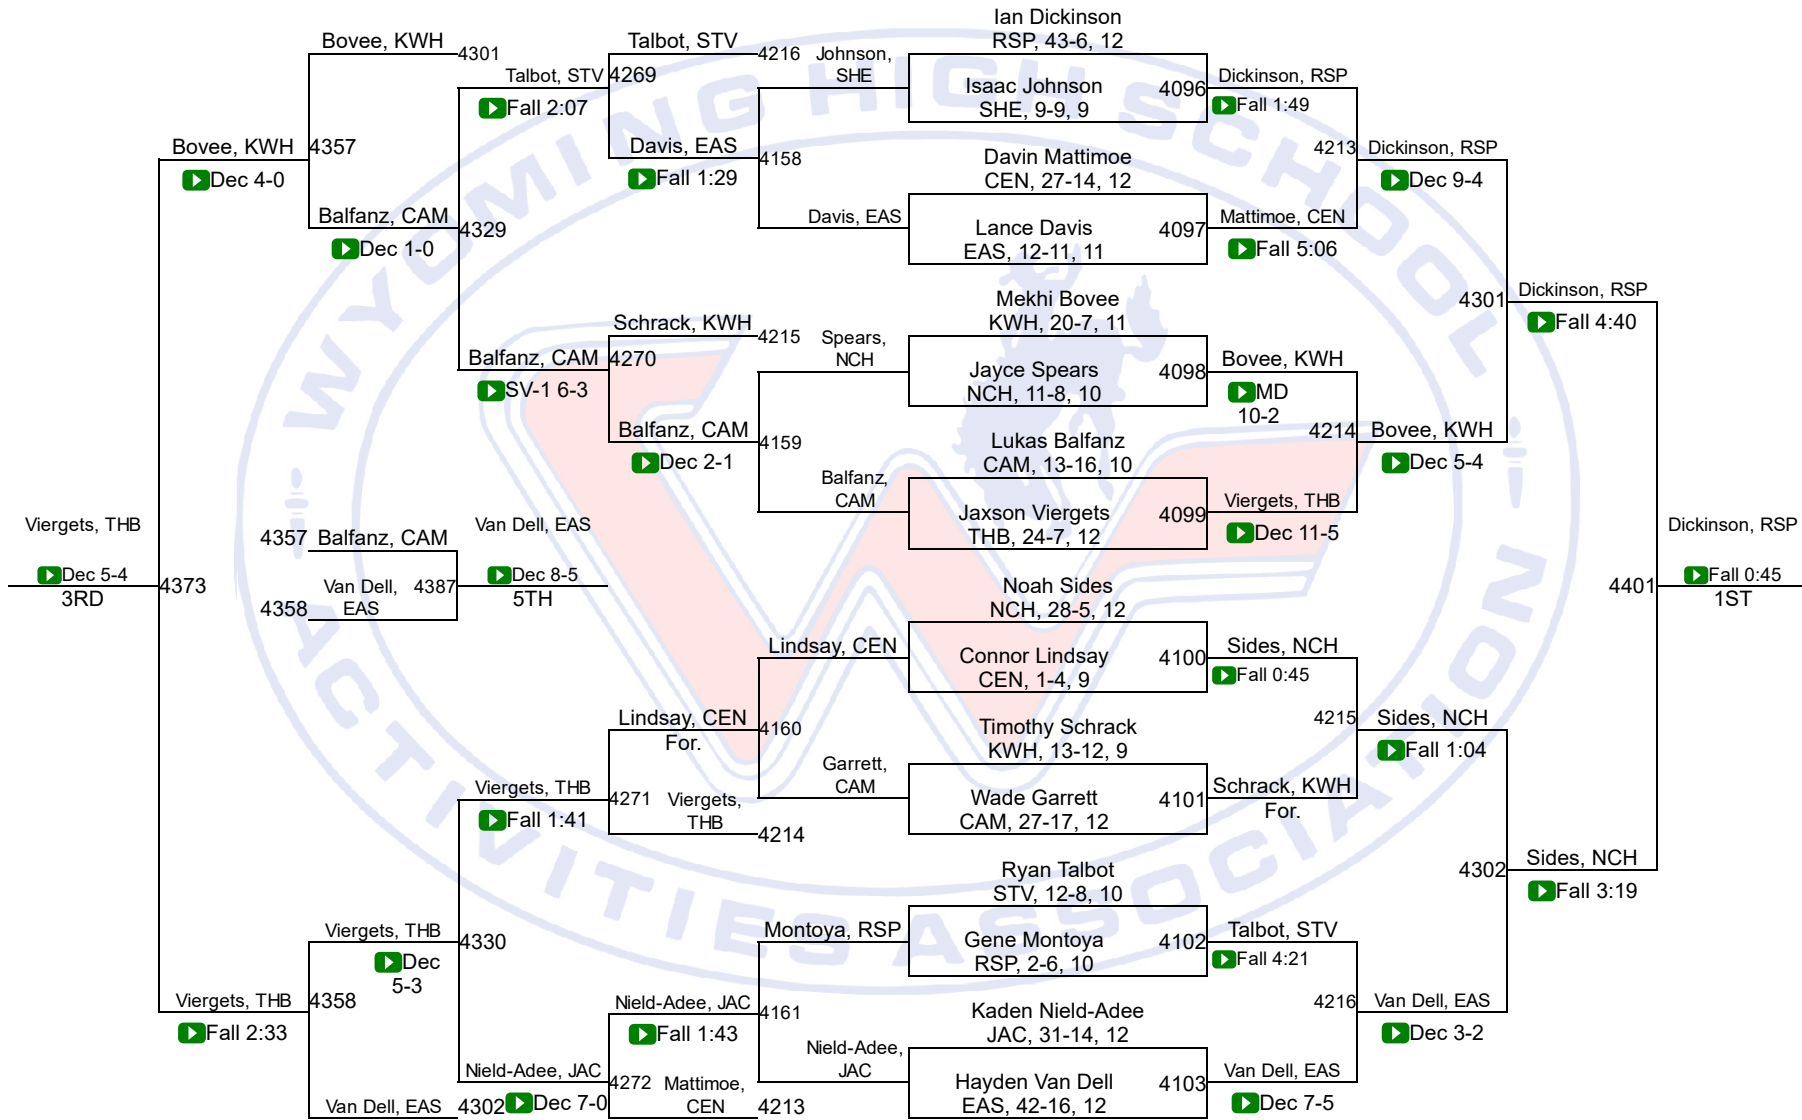 WYOMING HIGH SCHOOL
ACTIVITIES ASSOCIATION
Ian Dickinson
RSP, 43-6, 12
Isaac Johnson
SHE, 9-9, 9
4096
Davin Mattimoe
CEN, 27-14, 12
Lance Davis
EAS, 12-11, 11
4097
Mekhi Bovee
KWH, 20-7, 11
Jayce Spears
NCH, 11-8, 10
4098
Lukas Balfanz
CAM, 13-16, 10
Jaxson Viergets
THB, 24-7, 12
4099
Noah Sides
NCH, 28-5, 12
Connor Lindsay
CEN, 1-4, 9
4100
Timothy Schrack
KWH, 13-12, 9
Wade Garrett
CAM, 27-17, 12
4101
Ryan Talbot
STV, 12-8, 10
Gene Montoya
RSP, 2-6, 10
4102
Kaden Nield-Adee
JAC, 31-14, 12
Hayden Van Dell
EAS, 42-16, 12
4103
Dickinson, RSP
Fall 1:49
4213
Mattimoe, CEN
Fall 5:06
Bovee, KWH
MD
10-2
4214
Viergets, THB
Dec 11-5
Sides, NCH
Fall 0:45
4215
Schrack, KWH
For.
Talbot, STV
Fall 4:21
4216
Van Dell, EAS
Dec 7-5
Dickinson, RSP
Dec 9-4
4301
Bovee, KWH
Dec 5-4
Sides, NCH
Fall 1:04
4302
Van Dell, EAS
Dec 3-2
Dickinson, RSP
Fall 4:40
4401
Sides, NCH
Fall 3:19
Dickinson, RSP
Fall 0:45
1ST
Johnson,
SHE
4158
Davis, EAS
Spears,
NCH
4159
Balfanz,
CAM
Lindsay, CEN
4160
Garrett,
CAM
Montoya, RSP
4161
Nield-Adee,
JAC
Talbot, STV
4216
4269
Davis, EAS
Fall 1:29
Schrack, KWH
4215
4270
Balfanz, CAM
Dec 2-1
Lindsay, CEN
For.
4271
Viergets,
THB
4214
Nield-Adee, JAC
Fall 1:43
4272
Mattimoe,
CEN
4213
Talbot, STV
Fall 2:07
4329
Balfanz, CAM
SV-1 6-3
Viergets, THB
Fall 1:41
4330
Nield-Adee, JAC
Dec 7-0
Bovee, KWH
4301
4357
Balfanz, CAM
Dec 1-0
Viergets, THB
Dec
5-3
4358
Van Dell, EAS
4302
Bovee, KWH
Dec 4-0
4373
Viergets, THB
Fall 2:33
Viergets, THB
Dec 5-4
3RD
4357
Balfanz, CAM
4387
4358
Van Dell,
EAS
Van Dell, EAS
Dec 8-5
5TH